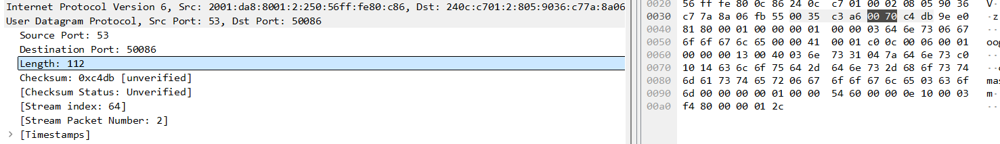 Internet Protocol Version 6, Src: 2001:da8:8001:2:250:56ff:fe80:c86, Dst: 240c:c701:2:805:9036:c77a:8a06
User Datagram Protocol, Src Port: 53, Dst Port: 50086
Source Port: 53
Destination Port: 50086
Length: 112
Checksum: 0xc4db [unverified]
[Checksum Status: Unverified]
[Stream index: 64]
[Stream Packet Number: 2]
> [Timestamps]
0020 56 ff fe 80 0c 86 24 0c c7 01 00 02 08 05 90 36 V·
0030 c7 7a 8a 06 fb 55 00 35 c3 a6 00 70 c4 db 9e e0 ·z
0040 81 80 00 01 00 00 00 01 00 00 03 64 6e 73 06 67 ··
0050 6f 6f 67 6c 65 00 00 41 00 01 c0 0c 00 06 00 01 oog
0060 00 00 00 13 00 40 03 6e 73 31 04 7a 64 6e 73 c0 ···
0070 10 14 63 6c 6f 75 64 2d 64 6e 73 2d 68 6f 73 74
0080 6d 61 73 74 65 72 06 67 6f 6f 67 6c 65 03 63 6f mas
0090 6d 00 00 00 00 01 00 00 54 60 00 00 0e 10 00 03 m·
00a0 f4 80 00 00 01 2c ··